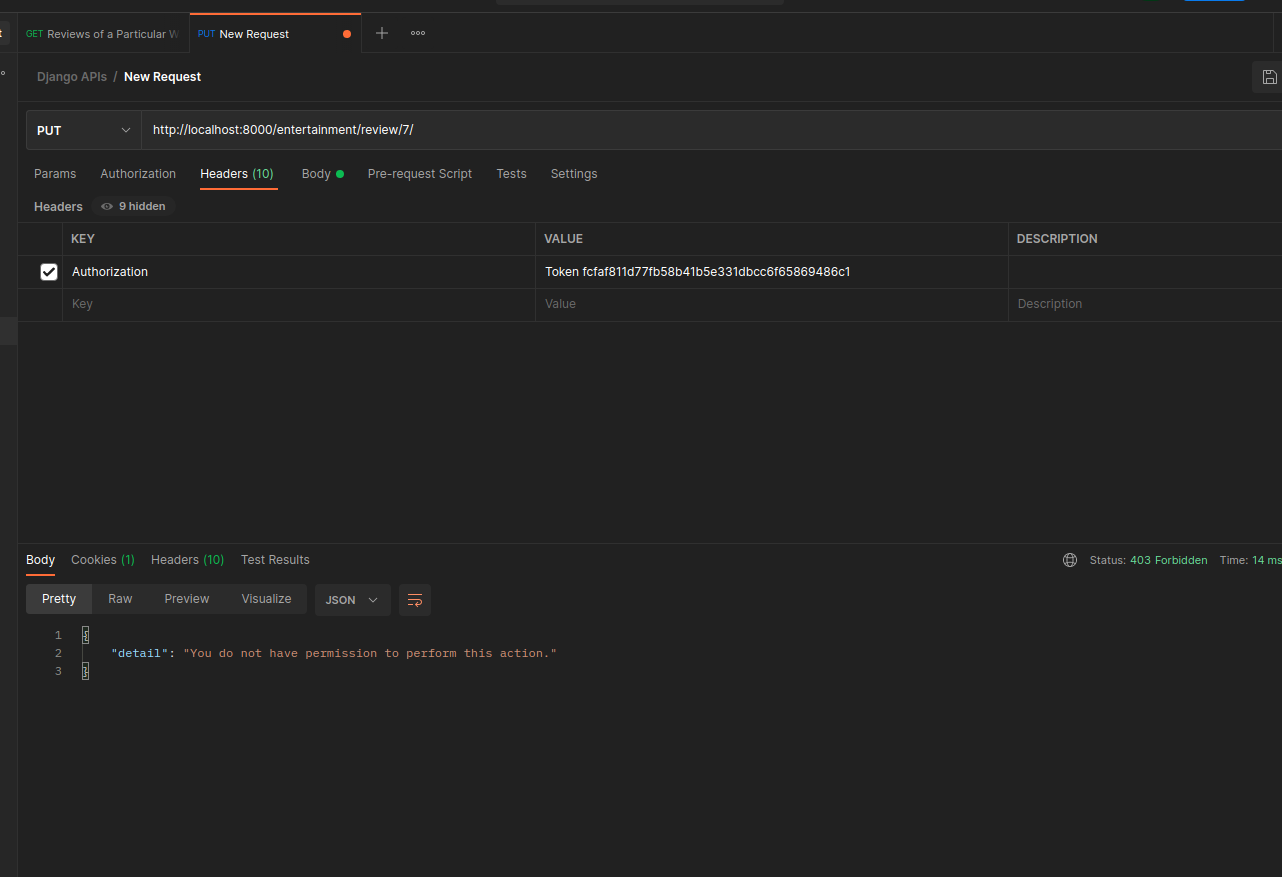 t GET Reviews of a Particular W PUT New Request
Django APIs / New Request
PUT http://localhost:8000/entertainment/review/7/
Params Authorization Headers (10) Body Pre-request Script Tests Settings
Headers 9 hidden
KEY VALUE DESCRIPTION
Authorization Token fcfaf811d77fb58b41b5e331dbcc6f65869486c1
Key Value Description
Body Cookies (1) Headers (10) Test Results Status: 403 Forbidden Time: 14 ms
Pretty Raw Preview Visualize JSON
1 {
2 "detail": "You do not have permission to perform this action."
3 }